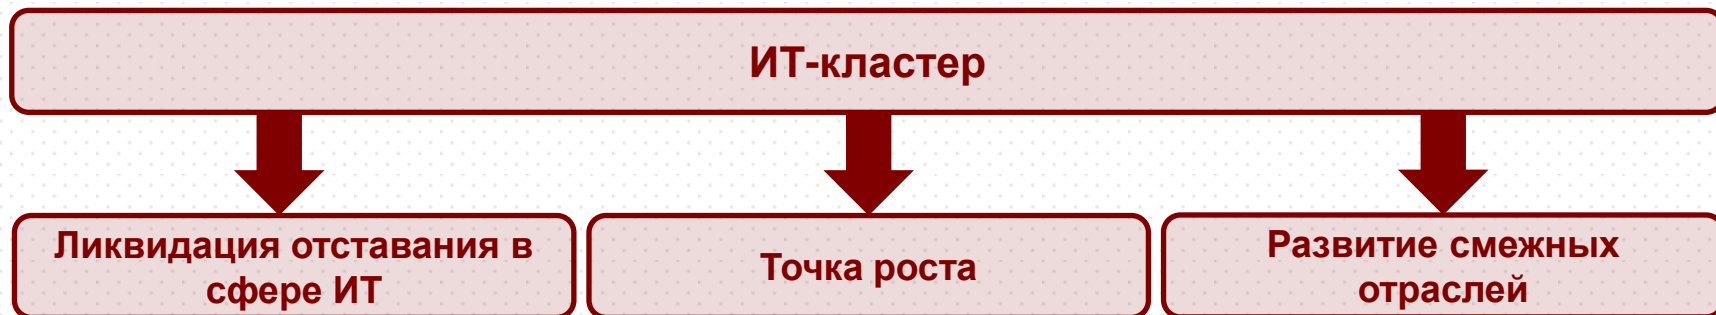 ИТ-кластер
Ликвидация отставания в
сфере ИТ
Точка роста
Развитие смежных
отраслей